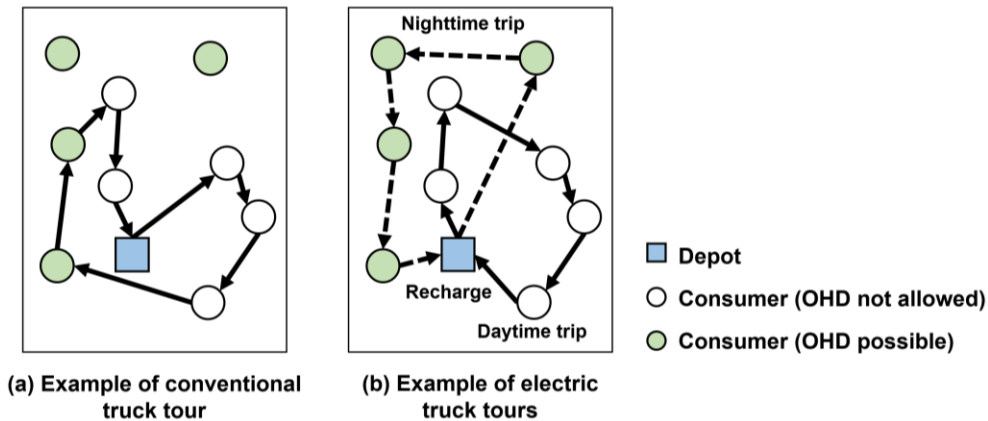 Nighttime trip
Recharge
Daytime trip
Depot
Consumer (OHD not allowed)
Consumer (OHD possible)
(a) Example of conventional
truck tour
(b) Example of electric
truck tours